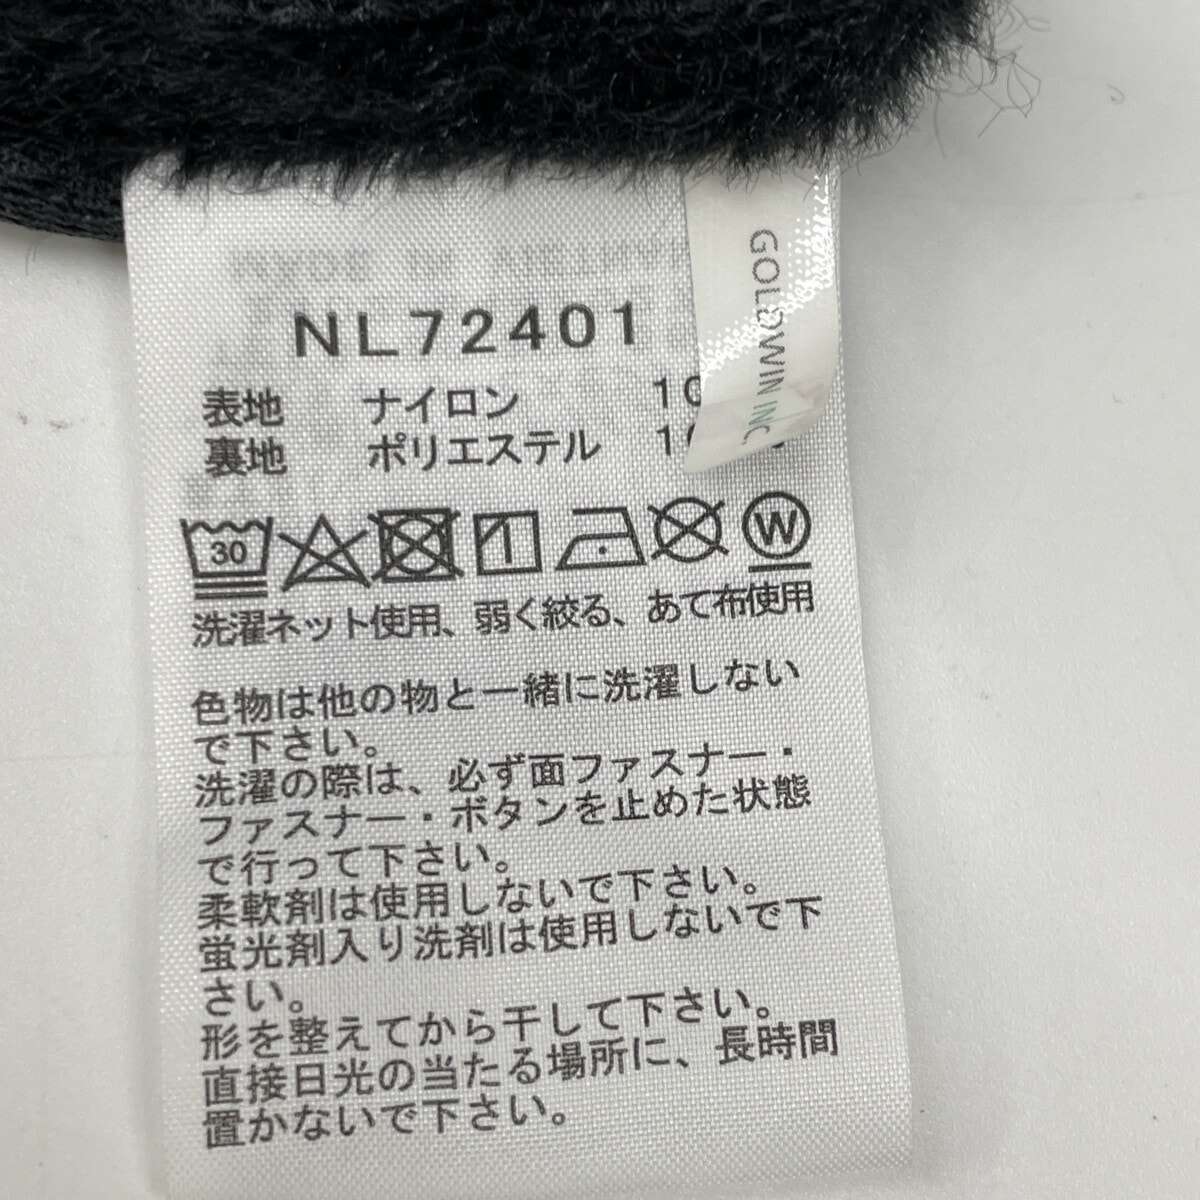 GOLDWIN INC.
NL72401
表地 ナイロン
裏地 ポリエステル
30
W
洗濯ネット使用、弱く絞る、あて布使用
色物は他の物と一緒に洗濯しない
で下さい。
洗濯の際は、必ず面ファスナー・
ファスナー・ボタンを止めた状態
で行って下さい。
柔軟剤は使用しないで下さい。
蛍光剤入り洗剤は使用しないで下
さい。
形を整えてから干して下さい。
直接日光の当たる場所に、長時間
置かないで下さい。